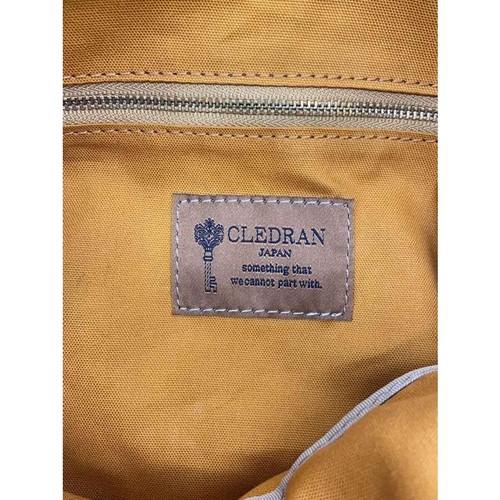 CLEDRAN
JAPAN
something that
we cannot part with.